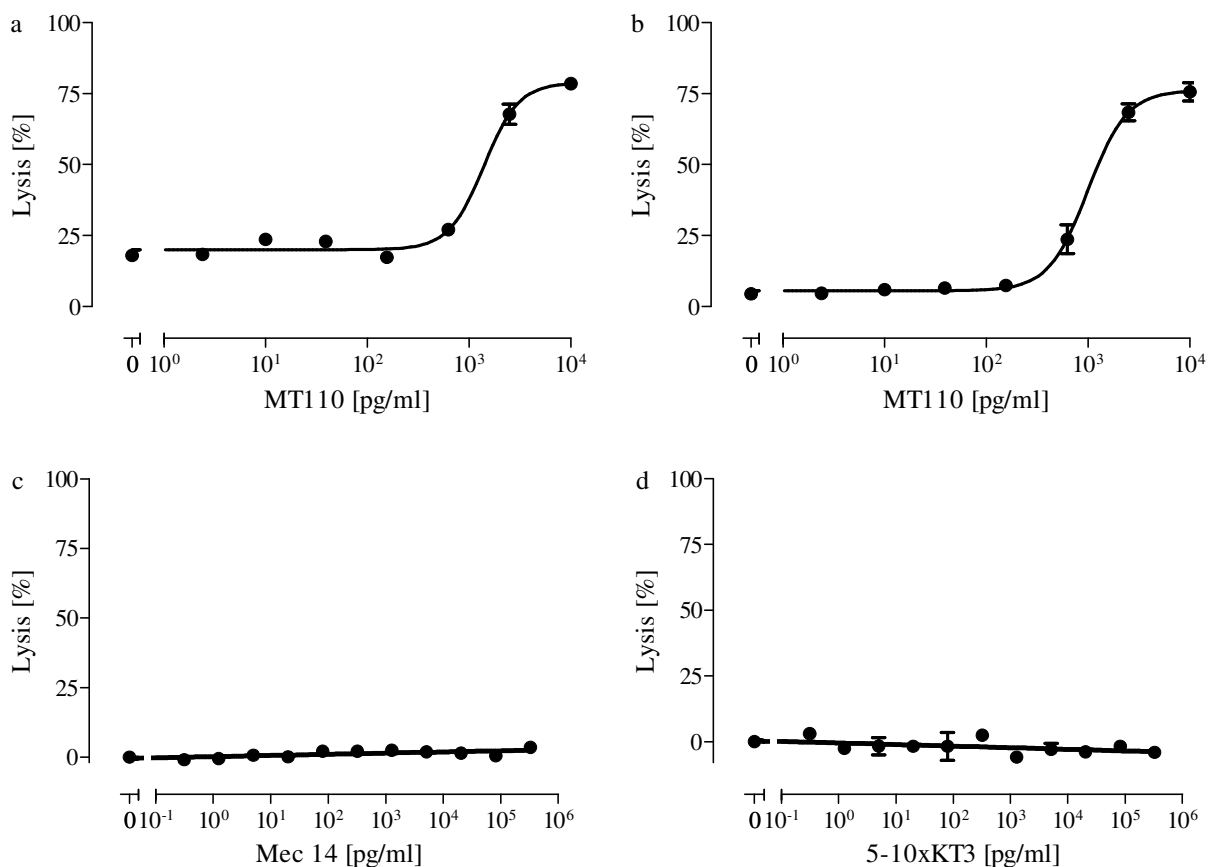 a
100
75
50
25
0
Lysis [%]
0 10⁰ 10¹ 10² 10³ 10⁴
MT110 [pg/ml]
b
100
75
50
25
0
Lysis [%]
0 10⁰ 10¹ 10² 10³ 10⁴
MT110 [pg/ml]
c
100
75
50
25
0
Lysis [%]
0 10⁻¹ 10⁰ 10¹ 10² 10³ 10⁴ 10⁵ 10⁶
Mec 14 [pg/ml]
d
100
75
50
25
0
Lysis [%]
0 10⁻¹ 10⁰ 10¹ 10² 10³ 10⁴ 10⁵ 10⁶
5-10xKT3 [pg/ml]